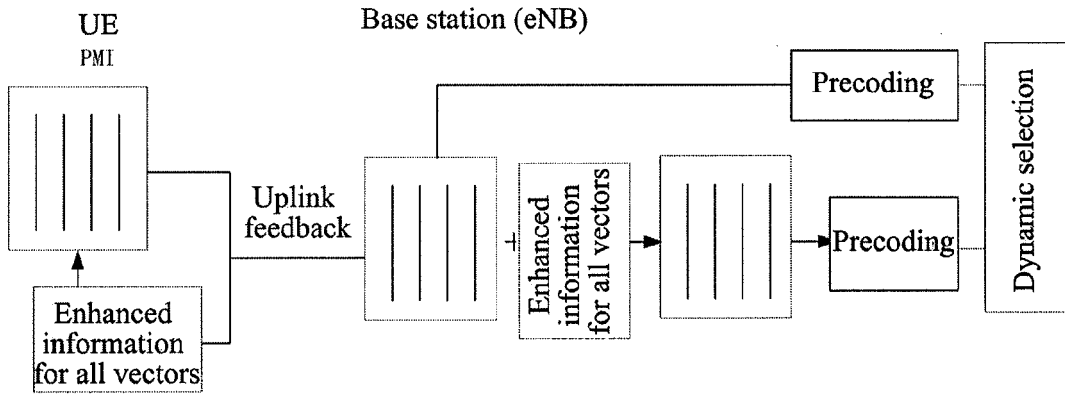 UE
PMI
Base station (eNB)
Precoding
Dynamic selection
Uplink
feedback
Enhanced
information
for all vectors
Precoding
Enhanced
information
for all vectors